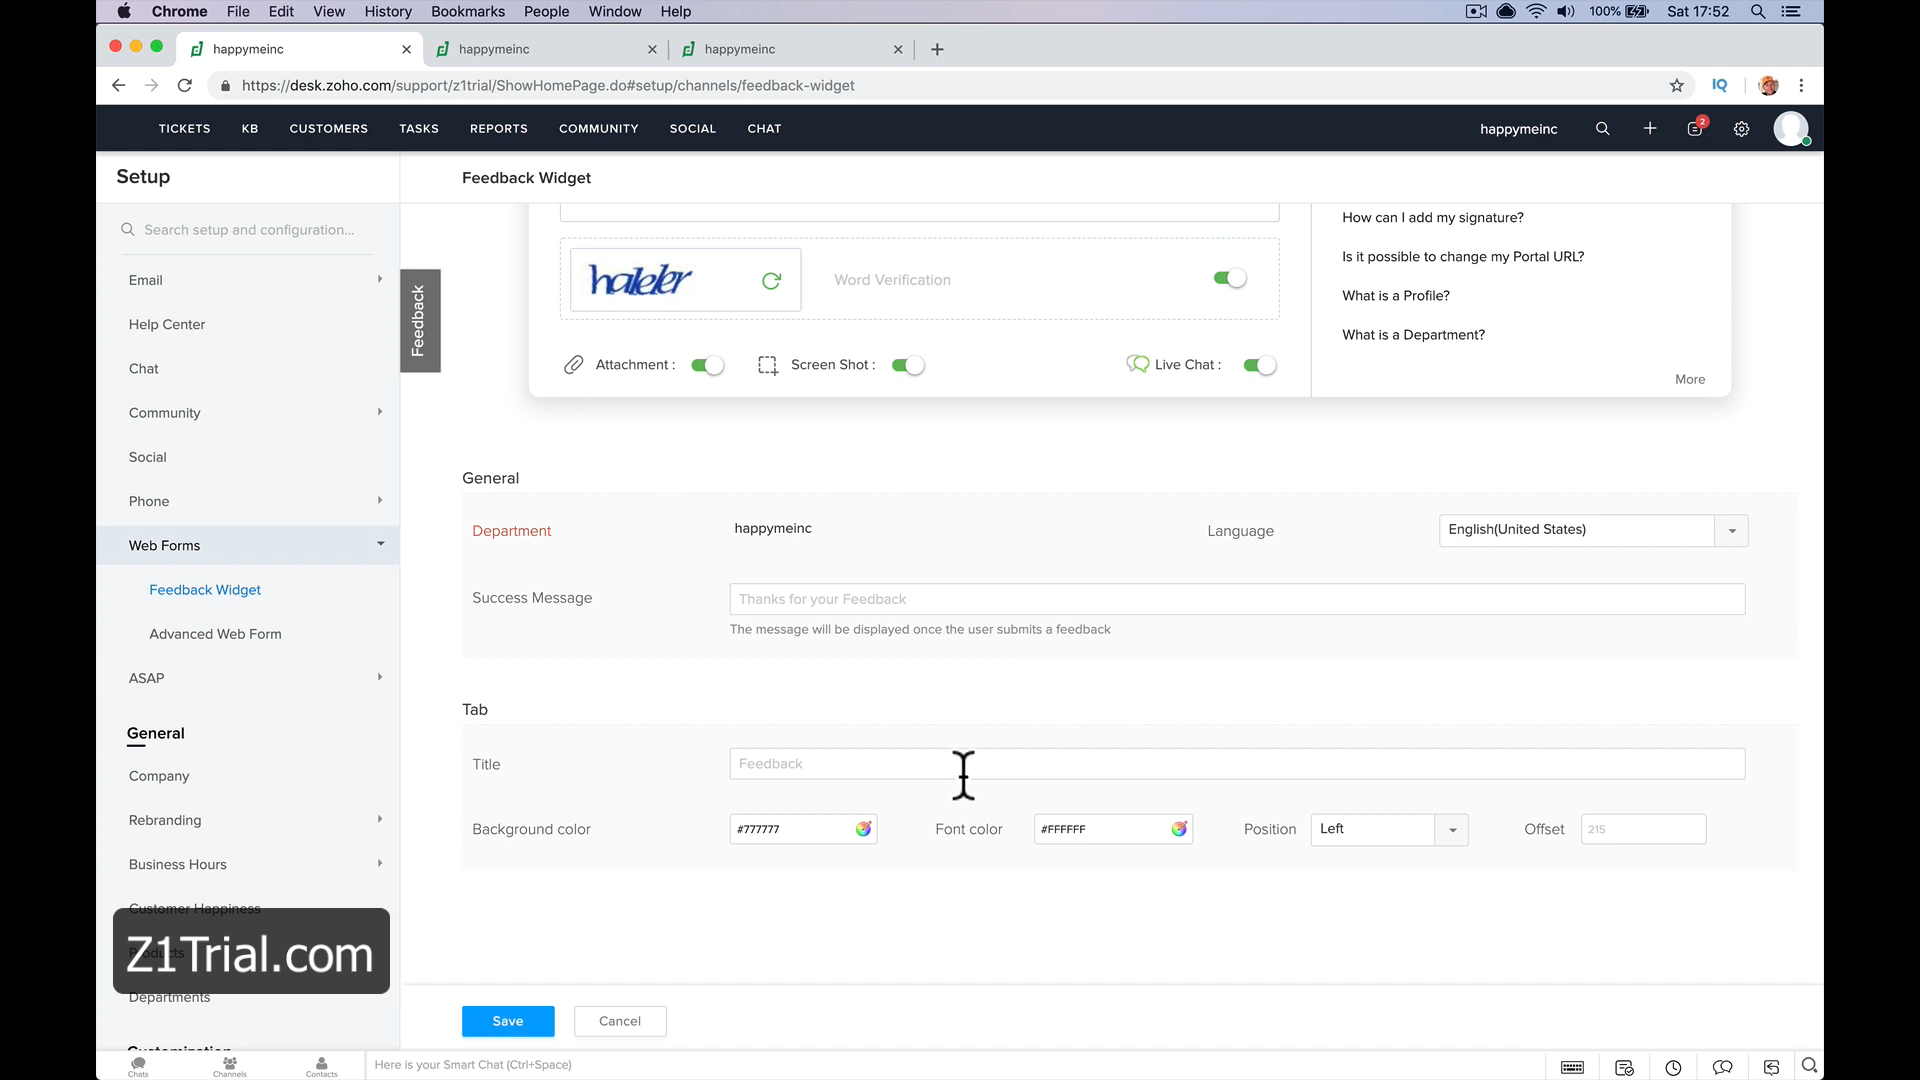 Chrome File Edit View History Bookmarks People Window Help 100% Sat 17:52
happymeinc happymeinc happymeinc
https://desk.zoho.com/support/z1trial/ShowHomePage.do#setup/channels/feedback-widget IQ
TICKETS KB CUSTOMERS TASKS REPORTS COMMUNITY SOCIAL CHAT happymeinc 2
Setup
Feedback Widget
Search setup and configuration...
Email
Help Center
Chat
Community
Social
Phone
Web Forms
Feedback Widget
Advanced Web Form
ASAP
General
Company
Rebranding
Business Hours
Customer Happiness
Products
Z1Trial.com
Departments
Customization
Feedback
haleler
Word Verification
Attachment : Screen Shot : Live Chat :
How can I add my signature?
Is it possible to change my Portal URL?
What is a Profile?
What is a Department?
More
General
Department happymeinc Language English(United States)
Success Message Thanks for your Feedback
The message will be displayed once the user submits a feedback
Tab
Title Feedback
Background color #777777 Font color #FFFFFF Position Left Offset 215
Save Cancel
Chats Channels Contacts Here is your Smart Chat (Ctrl+Space)